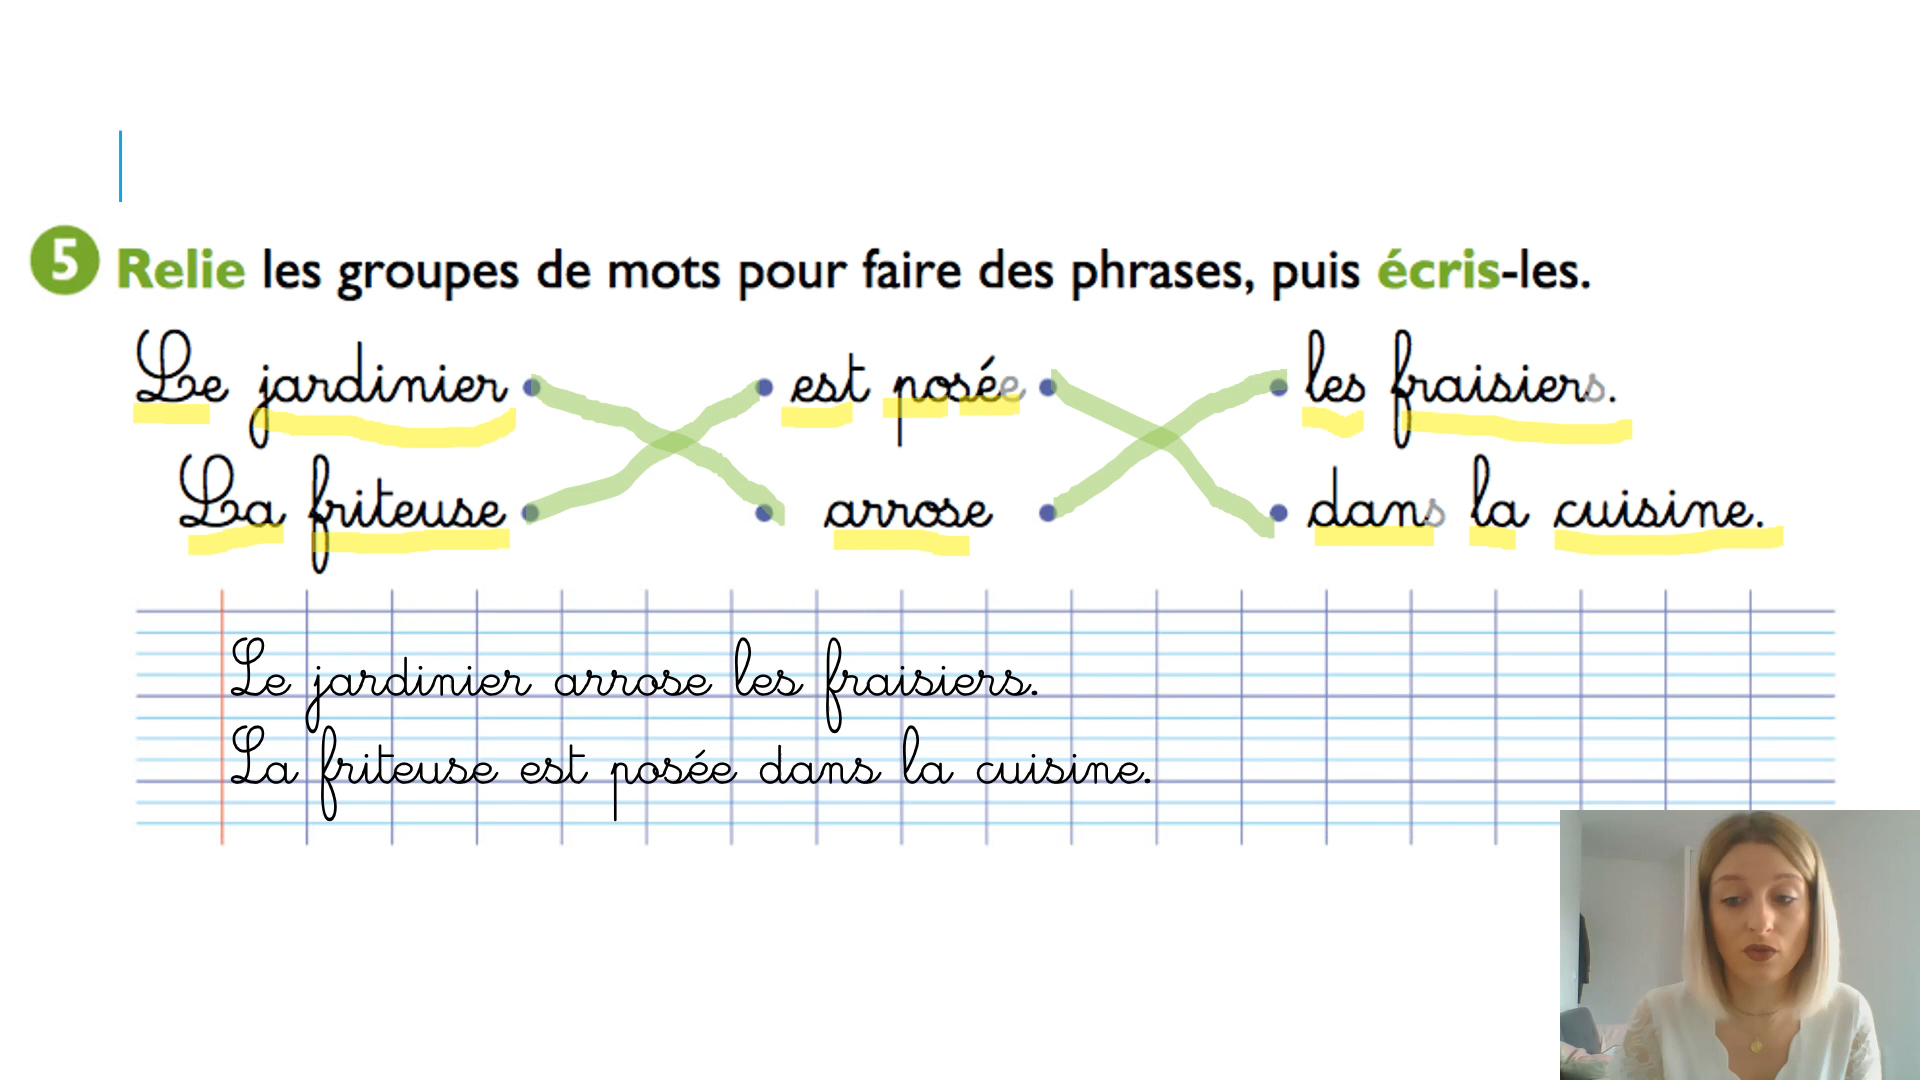 5 Relie les groupes de mots pour faire des phrases, puis écris-les.
Le jardinier est posée les fraisiers.
La friteuse arrose dans la cuisine.
Le jardinier arrose les fraisiers.
La friteuse est posée dans la cuisine.